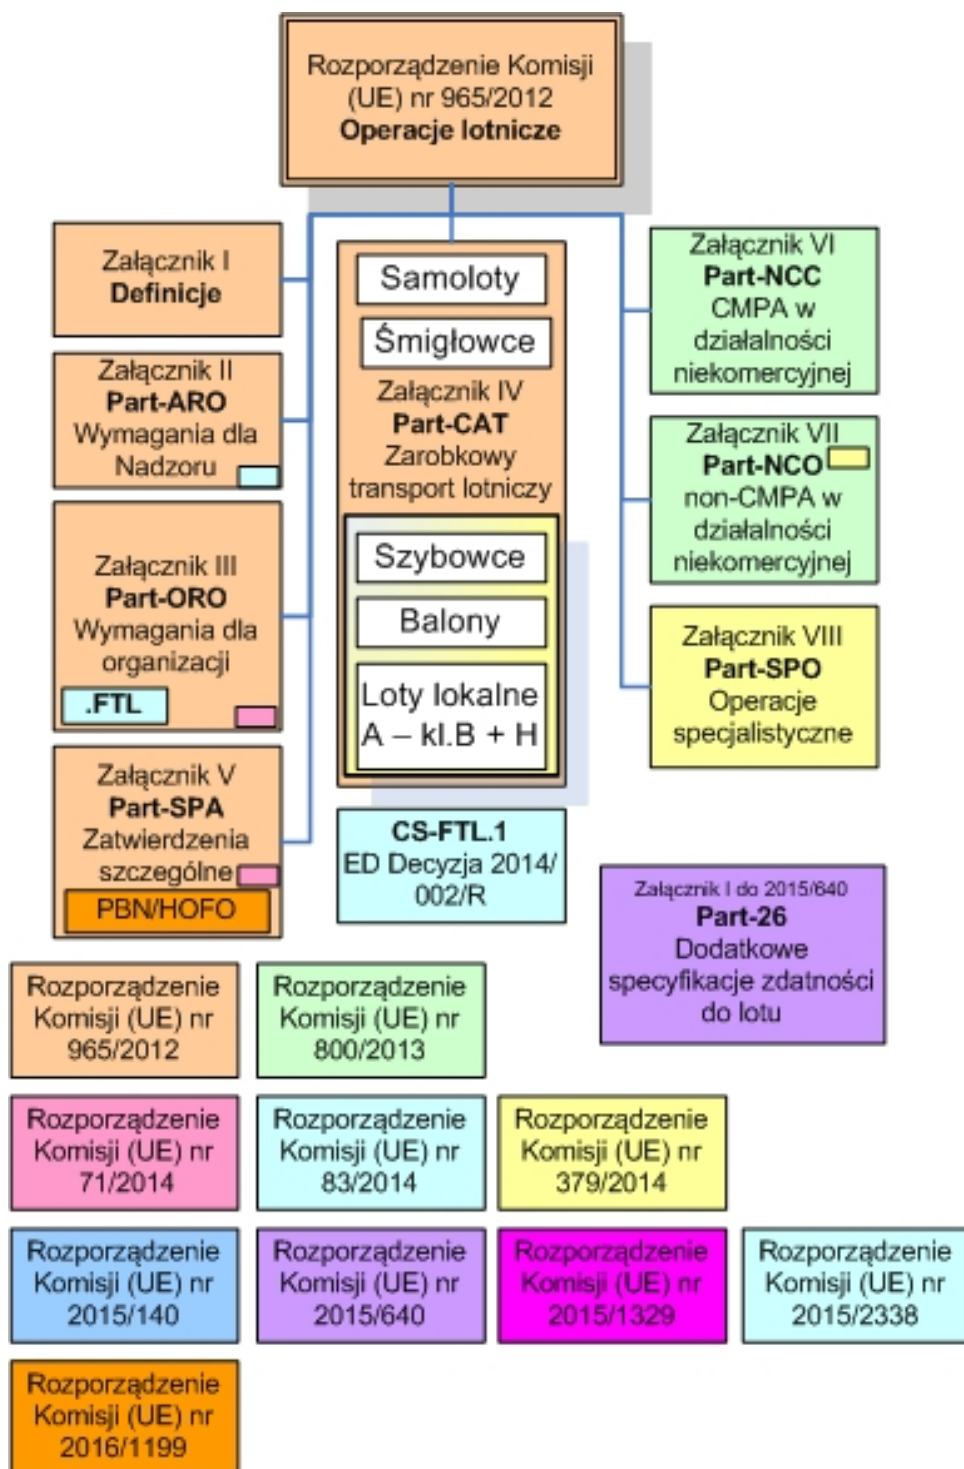 Rozporządzenie Komisji
(UE) nr 965/2012
Operacje lotnicze
Załącznik I
Definicje
Załącznik II
Part-ARO
Wymagania dla
Nadzoru
Załącznik III
Part-ORO
Wymagania dla
organizacji
.FTL
Załącznik V
Part-SPA
Zatwierdzenia
szczególne
PBN/HOFO
Samoloty
Śmigłowce
Załącznik IV
Part-CAT
Zarobkowy
transport lotniczy
Szybowce
Balony
Loty lokalne
A – kl.B + H
CS-FTL.1
ED Decyzja 2014/
002/R
Załącznik VI
Part-NCC
CMPA w
działalności
niekomercyjnej
Załącznik VII
Part-NCO
non-CMPA w
działalności
niekomercyjnej
Załącznik VIII
Part-SPO
Operacje
specjalistyczne
Załącznik I do 2015/640
Part-26
Dodatkowe
specyfikacje zdatności
do lotu
Rozporządzenie
Komisji (UE) nr
965/2012
Rozporządzenie
Komisji (UE) nr
800/2013
Rozporządzenie
Komisji (UE) nr
71/2014
Rozporządzenie
Komisji (UE) nr
83/2014
Rozporządzenie
Komisji (UE) nr
379/2014
Rozporządzenie
Komisji (UE) nr
2015/140
Rozporządzenie
Komisji (UE) nr
2015/640
Rozporządzenie
Komisji (UE) nr
2015/1329
Rozporządzenie
Komisji (UE) nr
2015/2338
Rozporządzenie
Komisji (UE) nr
2016/1199